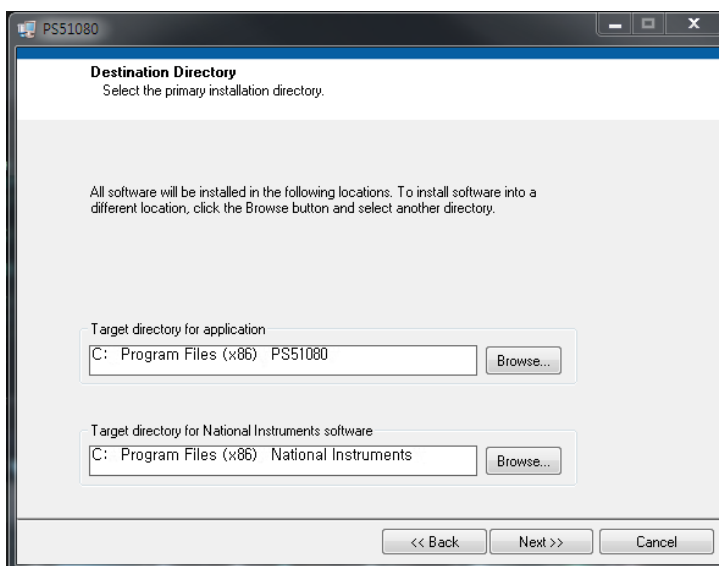 PS51080
Destination Directory
Select the primary installation directory.
All software will be installed in the following locations. To install software into a
different location, click the Browse button and select another directory.
Target directory for application
C: Program Files (x86) PS51080
Browse...
Target directory for National Instruments software
C: Program Files (x86) National Instruments
Browse...
<< Back
Next >>
Cancel